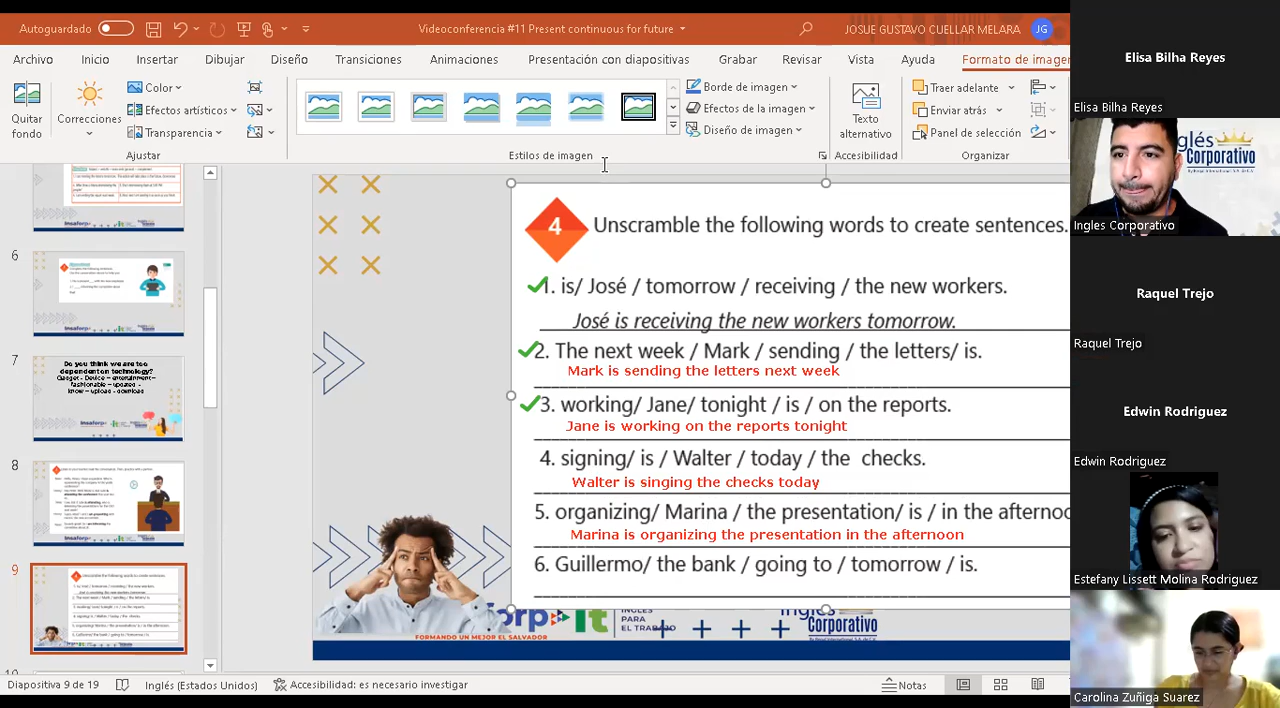 Autoguardado
Videoconferencia #11 Present continuous for future
JOSUE GUSTAVO CUELLAR MELARA
JG
Archivo
Inicio
Insertar
Dibujar
Diseño
Transiciones
Animaciones
Presentación con diapositivas
Grabar
Revisar
Vista
Ayuda
Formato de imagen
Quitar fondo
Correcciones
Color
Efectos artísticos
Transparencia
Ajustar
Estilos de imagen
Borde de imagen
Efectos de la imagen
Diseño de imagen
Texto alternativo
Accesibilidad
Traer adelante
Enviar atrás
Panel de selección
Organizar
6
7
Do you think we are too
dependent on technology?
8
9
4
Unscramble the following words to create sentences.
1. is/ José / tomorrow / receiving / the new workers.
José is receiving the new workers tomorrow.
2. The next week / Mark / sending / the letters/ is.
Mark is sending the letters next week
3. working/ Jane/ tonight / is / on the reports.
Jane is working on the reports tonight
4. signing/ is / Walter / today / the checks.
Walter is singing the checks today
5. organizing/ Marina / the presentation/ is / in the afternoo
Marina is organizing the presentation in the afternoon
6. Guillermo/ the bank / going to / tomorrow / is.
INGLÉS
PARA
EL TRABAJO
FORMANDO UN MEJOR EL SALVADOR
Corporativo
Diapositiva 9 de 19
Inglés (Estados Unidos)
Accesibilidad: es necesario investigar
Notas
Elisa Bilha Reyes
Elisa Bilha Reyes
Corporativo
Ingles Corporativo
Raquel Trejo
Raquel Trejo
Edwin Rodriguez
Edwin Rodriguez
Estefany Lissett Molina Rodriguez
Carolina Zuñiga Suarez